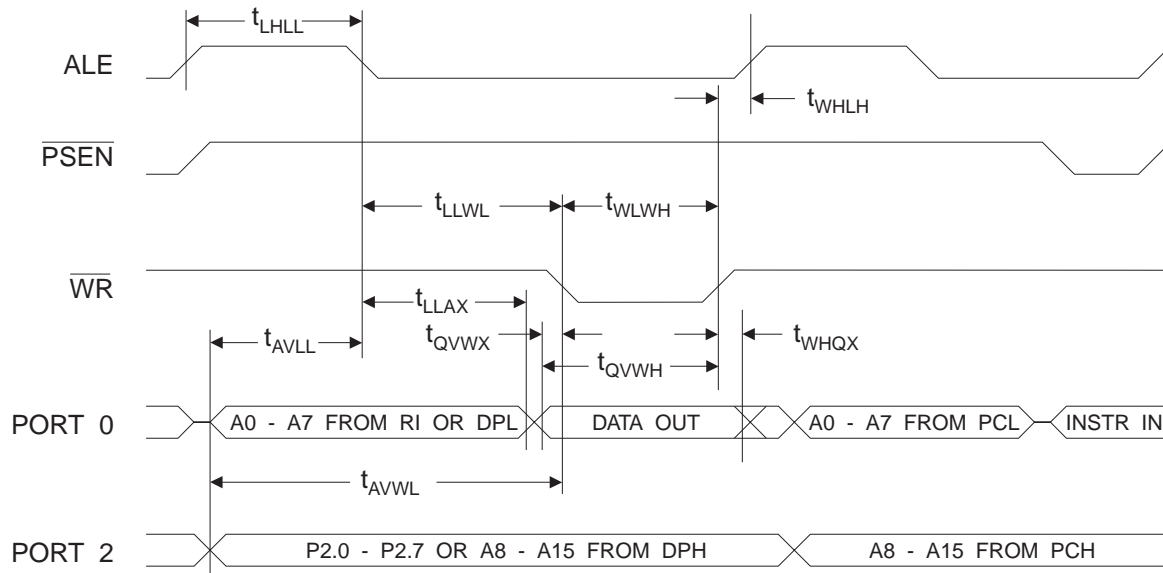 tLHLL
ALE
tWHLH
PSEN
tLLWL
tWLWH
WR
tLLAX
tQVWX
tWHQX
tAVLL
tQVWH
PORT 0
A0 - A7 FROM RI OR DPL
DATA OUT
A0 - A7 FROM PCL
INSTR IN
tAVWL
PORT 2
P2.0 - P2.7 OR A8 - A15 FROM DPH
A8 - A15 FROM PCH